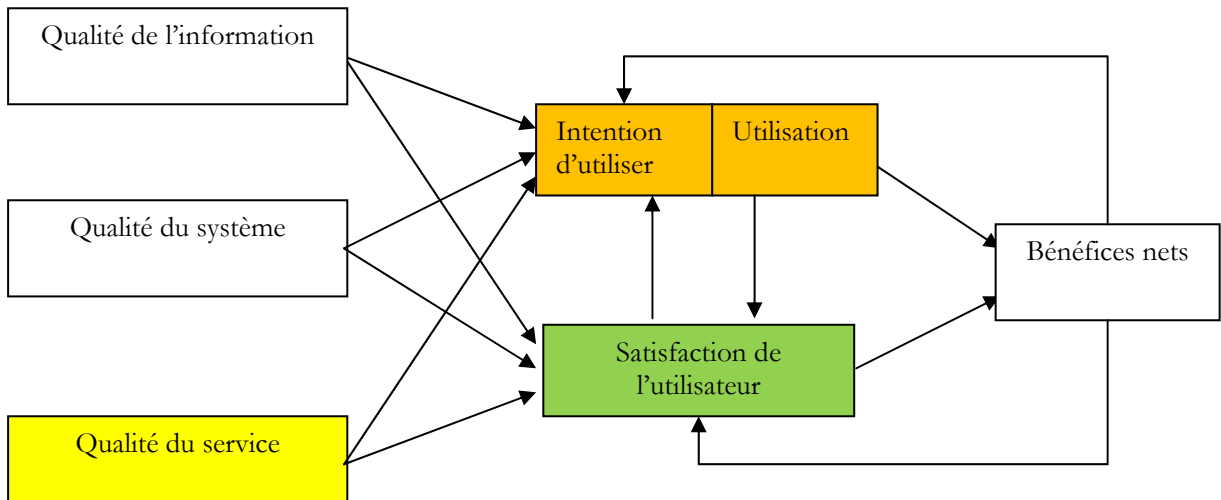 Qualité de l’information
Intention
d’utiliser
Utilisation
Qualité du système
Bénéfices nets
Satisfaction de
l’utilisateur
Qualité du service